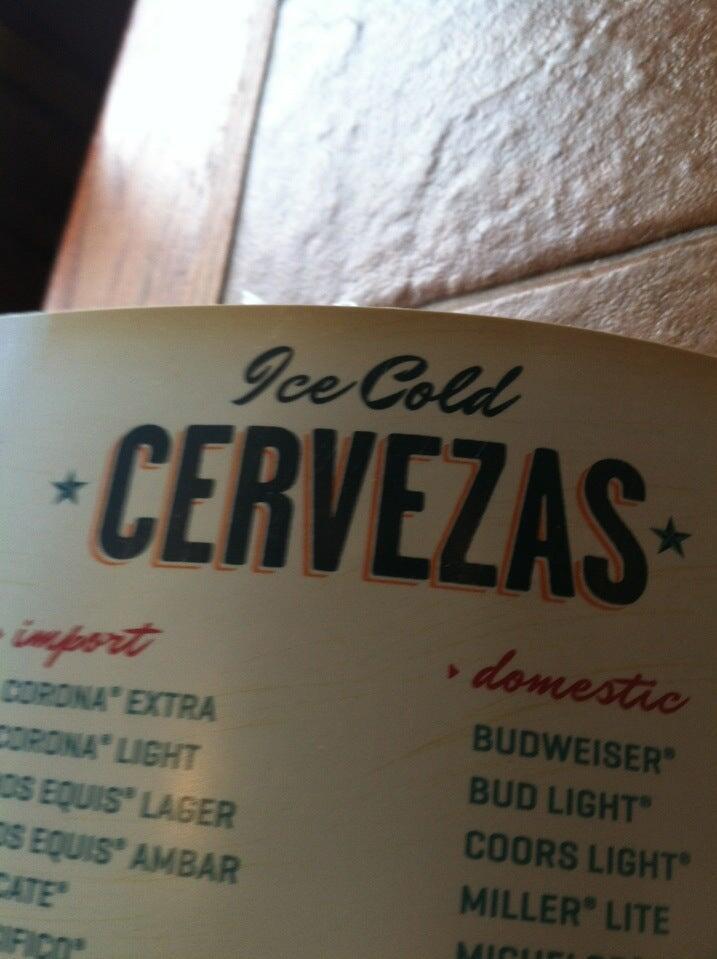 Ice Cold
CERVEZAS
import
CORONA® EXTRA
CORONA® LIGHT
EQUIS® LAGER
EQUIS® AMBAR
domestic
BUDWEISER®
BUD LIGHT®
COORS LIGHT®
MILLER® LITE